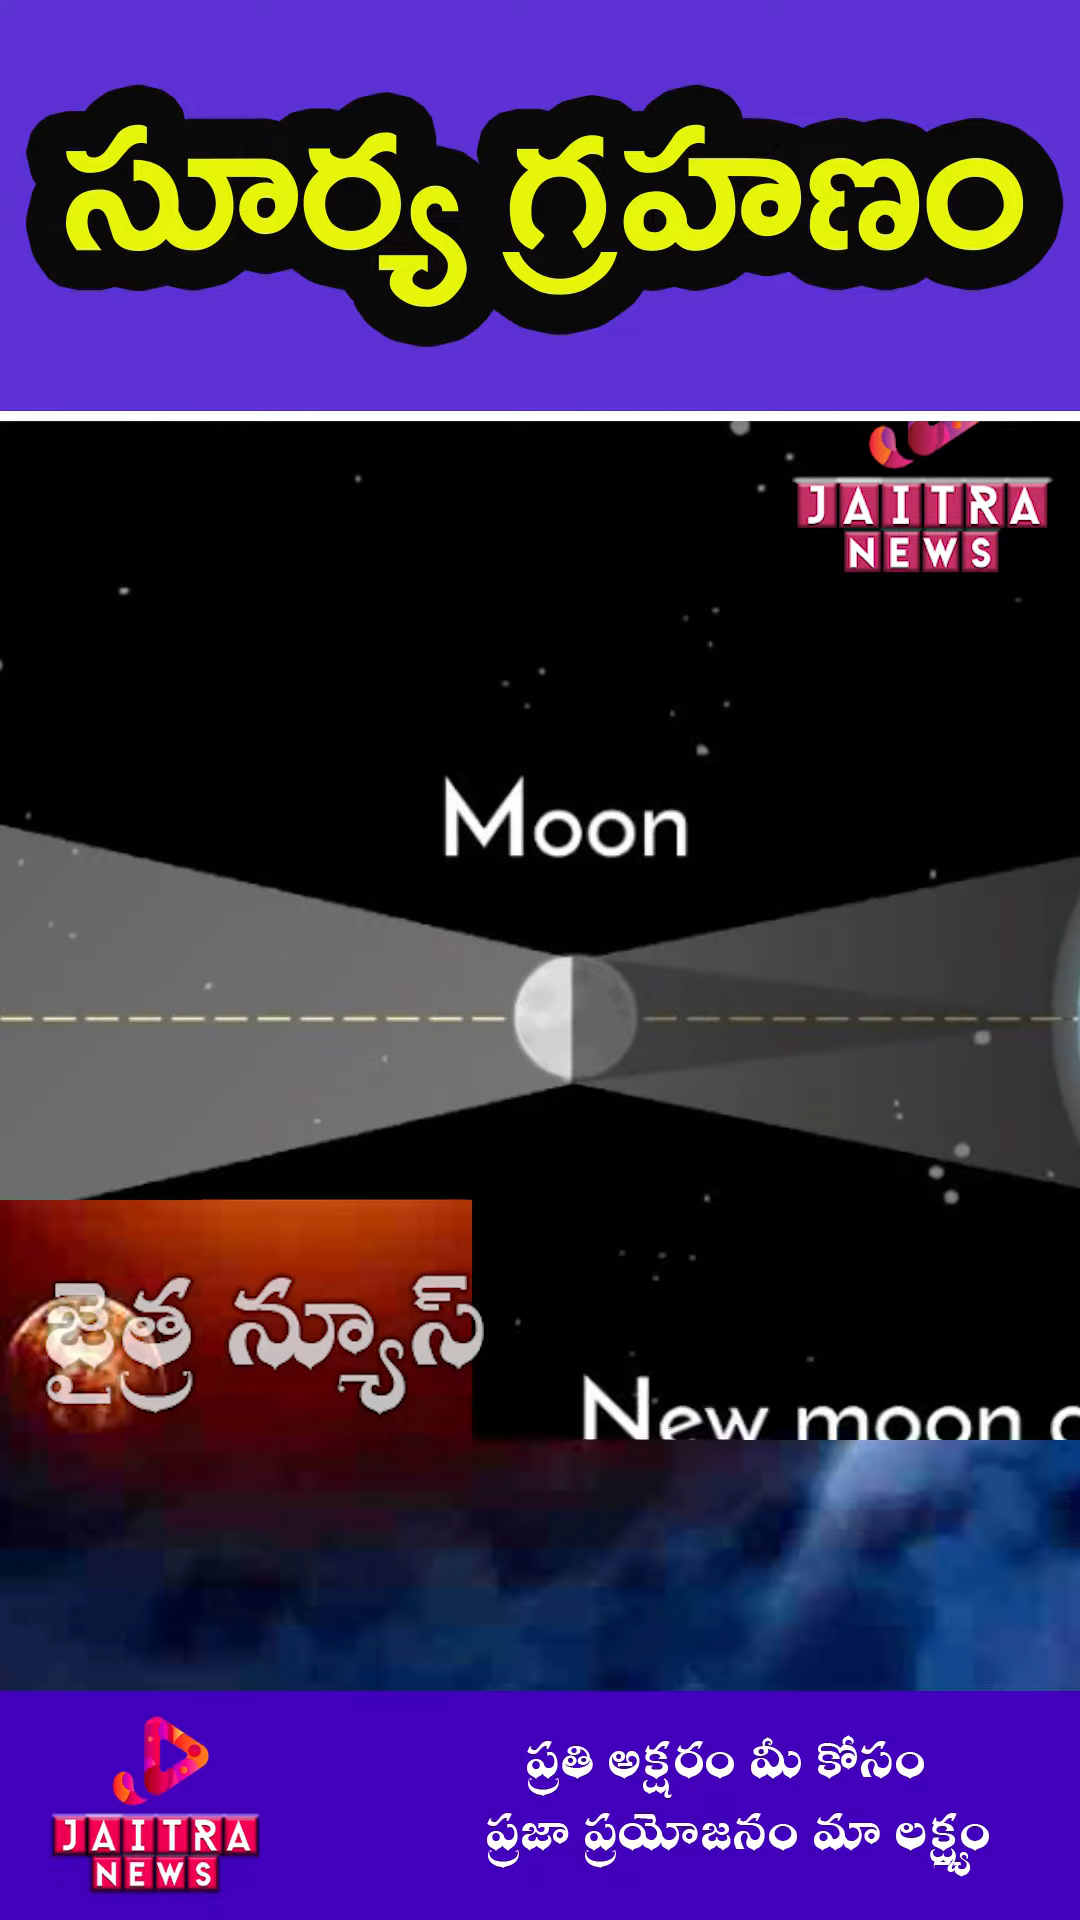 సూర్య గ్రహణం
JAITRA
NEWS
Moon
జైత్ర న్యూస్
New moon
ప్రతి అక్షరం మీ కోసం
ప్రజా ప్రయోజనం మా లక్ష్యం
JAITRA
NEWS